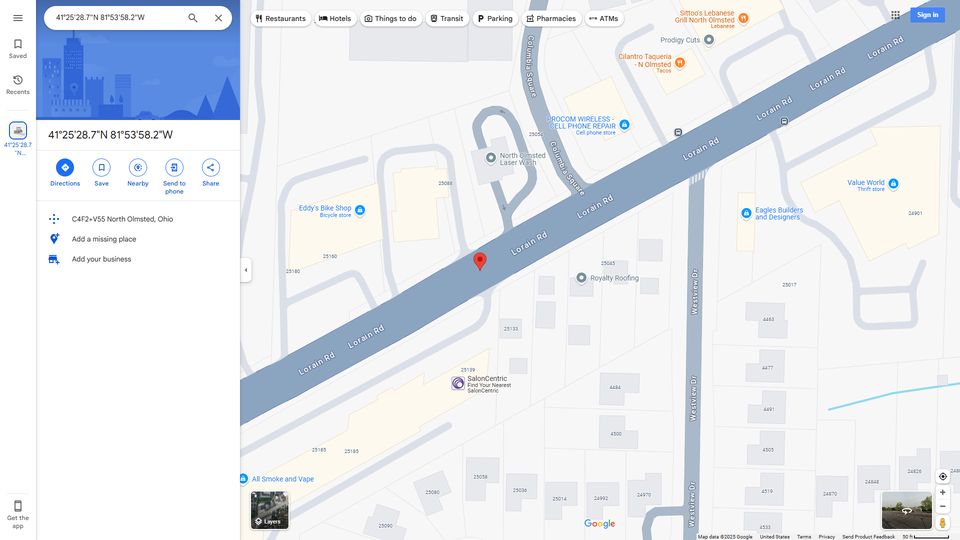 41°25'28.7"N 81°53'58.2"W
Restaurants
Hotels
Things to do
Transit
Parking
Pharmacies
ATMs
Sign in
Saved
Recents
41°25'28.7
"N...
Get the
app
41°25'28.7"N 81°53'58.2"W
Directions
Save
Nearby
Send to
phone
Share
C4F2+V55 North Olmsted, Ohio
Add a missing place
Add your business
Sittoo's Lebanese
Grill North Olmsted
Lebanese
Prodigy Cuts
Cilantro Taqueria
- N Olmsted
Tacos
Columbia Square
Lorain Rd
Lorain Rd
Lorain Rd
Lorain Rd
PROCOM WIRELESS -
CELL PHONE REPAIR
Cell phone store
25054
North Olmsted
Laser Wash
Columbia Square
25088
Value World
Thrift store
24901
Eddy's Bike Shop
Bicycle store
Lorain Rd
Eagles Builders
and Designers
Lorain Rd
25180
25160
25045
Royalty Roofing
Westview Dr
25017
4463
25133
Lorain Rd
Lorain Rd
25139
SalonCentric
Find Your Nearest
SalonCentric
4477
4484
Westview Dr
4491
4500
4505
25185
25185
All Smoke and Vape
25058
25080
25036
25014
24992
24970
Westview Dr
4519
4533
24870
24848
24826
25090
Layers
Google
Map data ©2025 Google
United States
Terms
Privacy
Send Product Feedback
50 ft